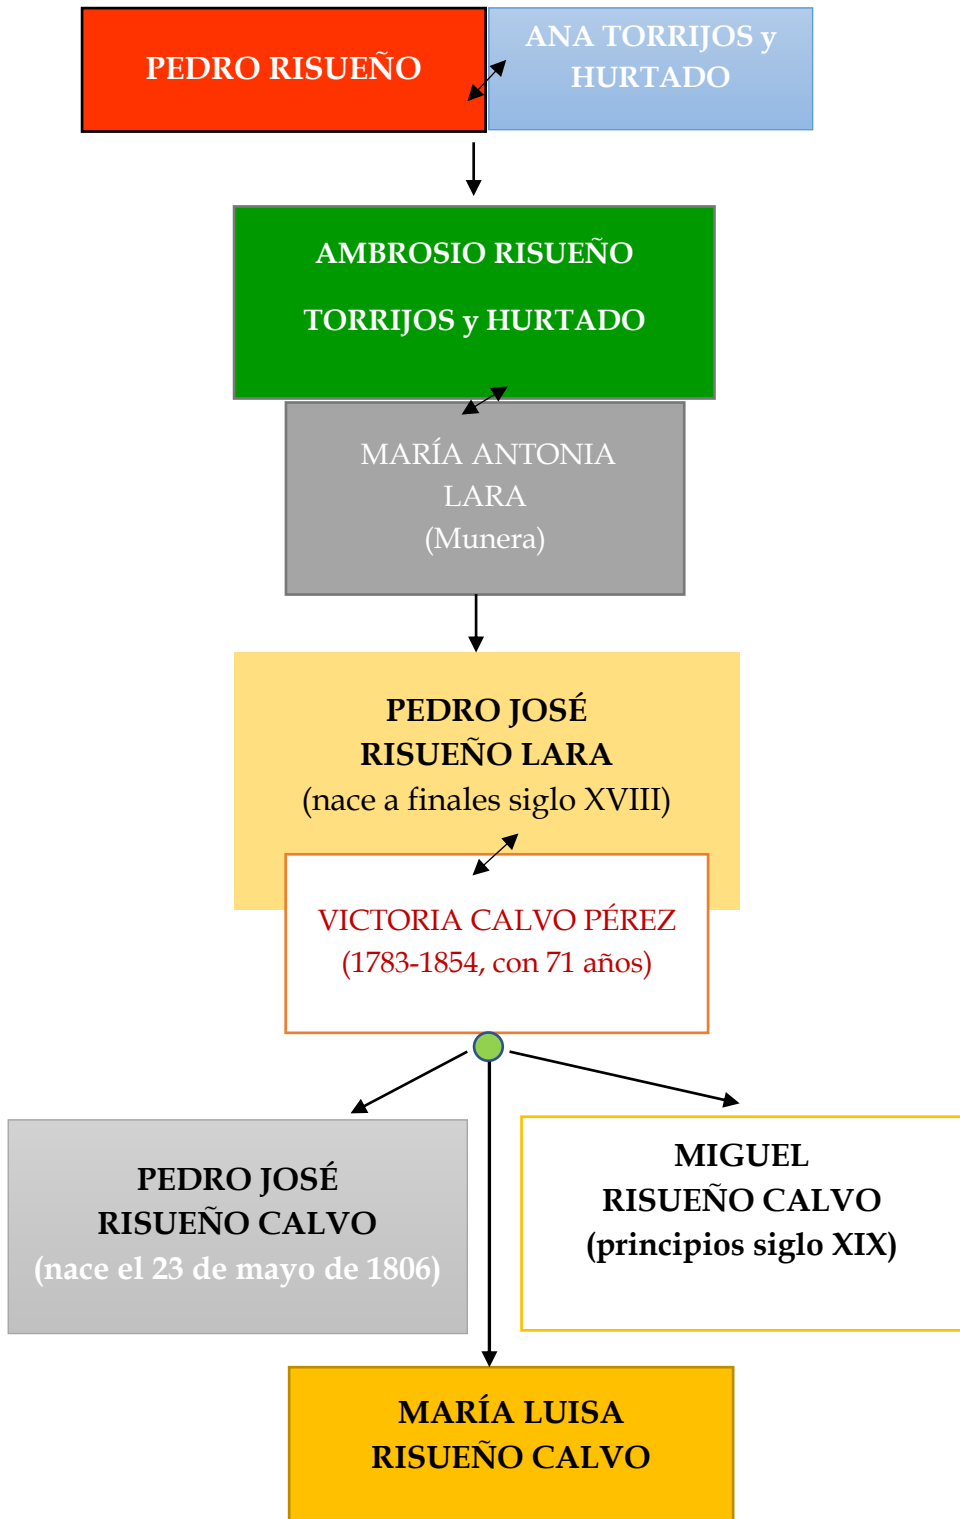 PEDRO RISUEÑO
ANA TORRIJOS y
HURTADO
AMBROSIO RISUEÑO
TORRIJOS y HURTADO
MARÍA ANTONIA
LARA
(Munera)
PEDRO JOSÉ
RISUEÑO LARA
(nace a finales siglo XVIII)
VICTORIA CALVO PÉREZ
(1783-1854, con 71 años)
PEDRO JOSÉ
RISUEÑO CALVO
(nace el 23 de mayo de 1806)
MIGUEL
RISUEÑO CALVO
(principios siglo XIX)
MARÍA LUISA
RISUEÑO CALVO